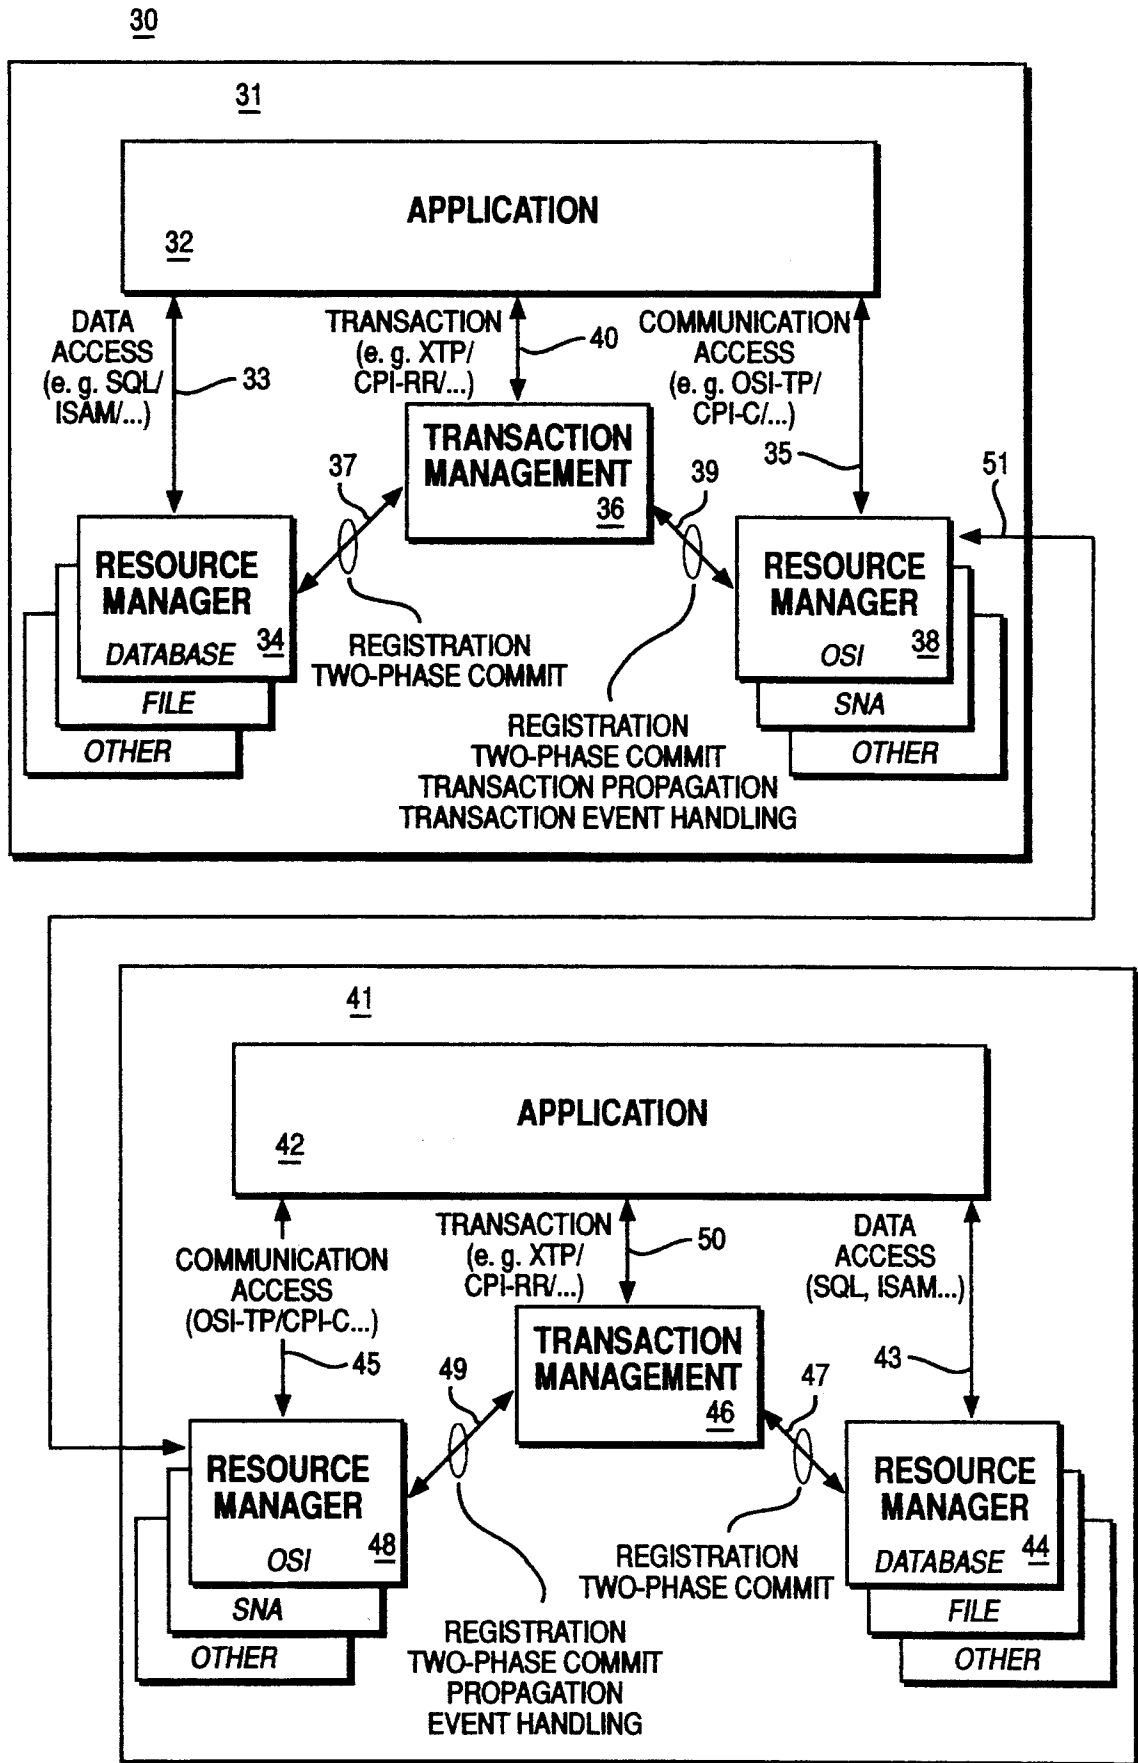 30
31
APPLICATION
32
DATA
ACCESS
(e. g. SQL/
ISAM/...)
33
TRANSACTION
(e. g. XTP/
CPI-RR/...)
40
COMMUNICATION
ACCESS
(e. g. OSI-TP/
CPI-C/...)
35
TRANSACTION
MANAGEMENT
36
37
39
51
RESOURCE
MANAGER
DATABASE
34
FILE
OTHER
REGISTRATION
TWO-PHASE COMMIT
RESOURCE
MANAGER
OSI
38
SNA
OTHER
REGISTRATION
TWO-PHASE COMMIT
TRANSACTION PROPAGATION
TRANSACTION EVENT HANDLING
41
APPLICATION
42
COMMUNICATION
ACCESS
(OSI-TP/CPI-C...)
45
TRANSACTION
(e. g. XTP/
CPI-RR/...)
50
DATA
ACCESS
(SQL, ISAM...)
43
TRANSACTION
MANAGEMENT
46
49
47
RESOURCE
MANAGER
OSI
48
SNA
OTHER
REGISTRATION
TWO-PHASE COMMIT
PROPAGATION
EVENT HANDLING
REGISTRATION
TWO-PHASE COMMIT
RESOURCE
MANAGER
DATABASE
44
FILE
OTHER